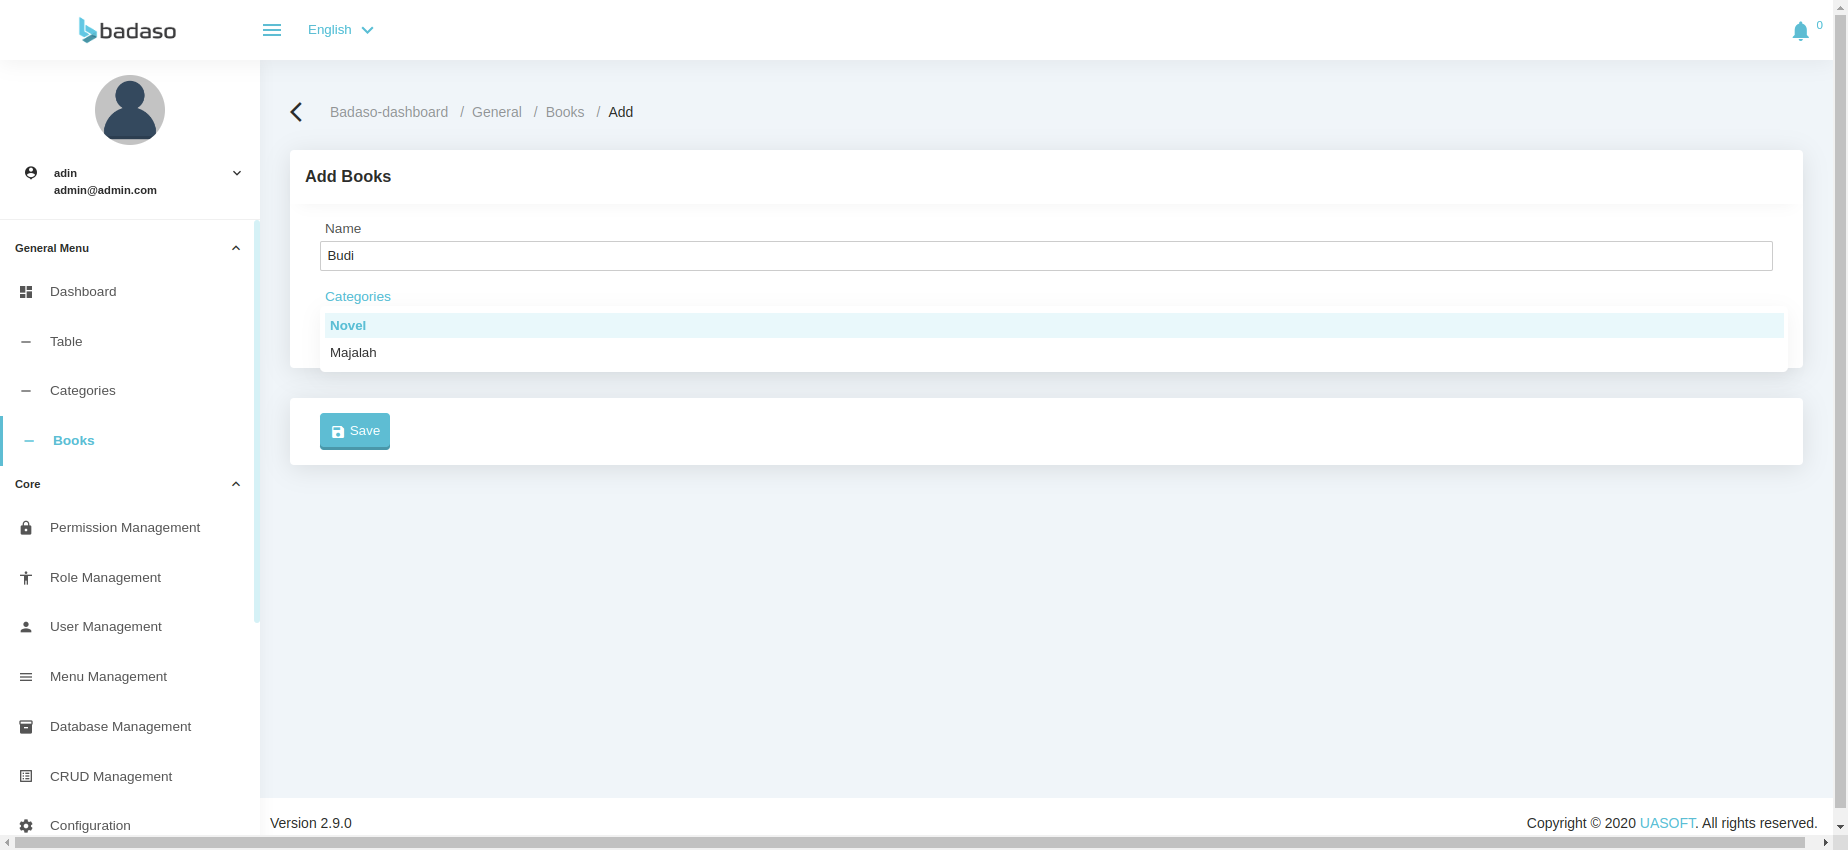 badaso
English
0
adin
admin@admin.com
General Menu
Dashboard
Table
Categories
Books
Core
Permission Management
Role Management
User Management
Menu Management
Database Management
CRUD Management
Configuration
Badaso-dashboard / General / Books / Add
Add Books
Name
Budi
Categories
Novel
Majalah
Save
Version 2.9.0
Copyright © 2020 UASOFT. All rights reserved.